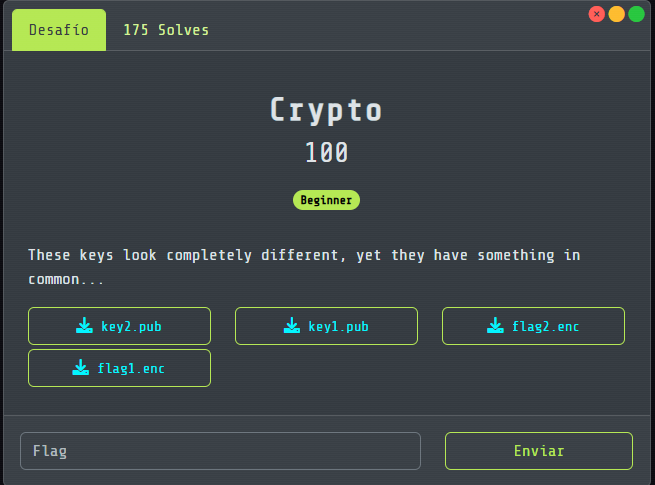 Desafío
175 Solves
Crypto
100
Beginner
These keys look completely different, yet they have something in
common...
key2.pub
key1.pub
flag2.enc
flag1.enc
Flag
Enviar